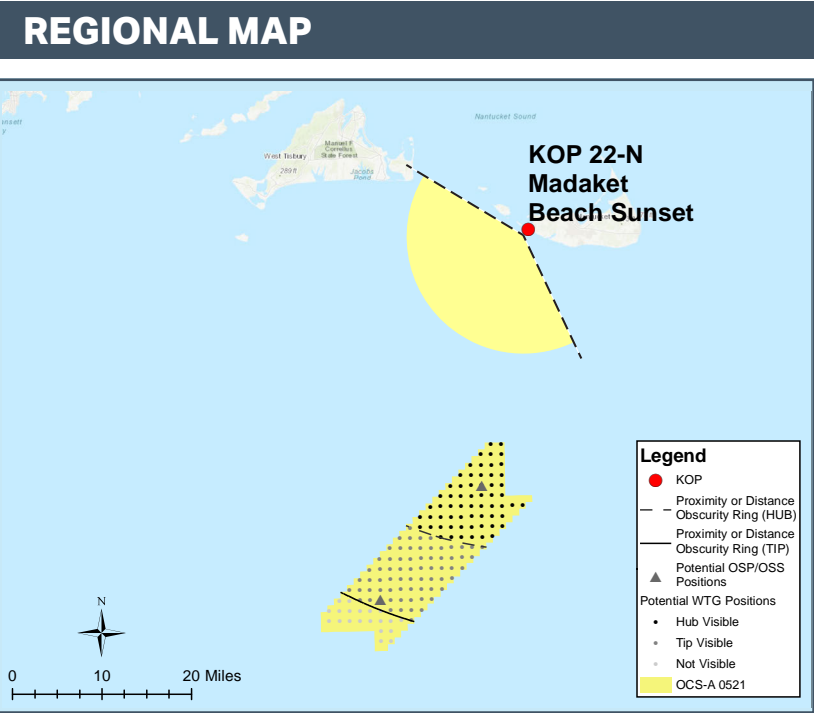 REGIONAL MAP
Nantucket Sound
West Tisbury
Manuel F
Correllus
State Forest
289 ft
Jacobs
Pond
KOP 22-N
Madaket
Beach Sunset
Legend
KOP
Proximity or Distance
Obscurity Ring (HUB)
Proximity or Distance
Obscurity Ring (TIP)
Potential OSP/OSS
Positions
Potential WTG Positions
Hub Visible
Tip Visible
Not Visible
OCS-A 0521
N
0 10 20 Miles